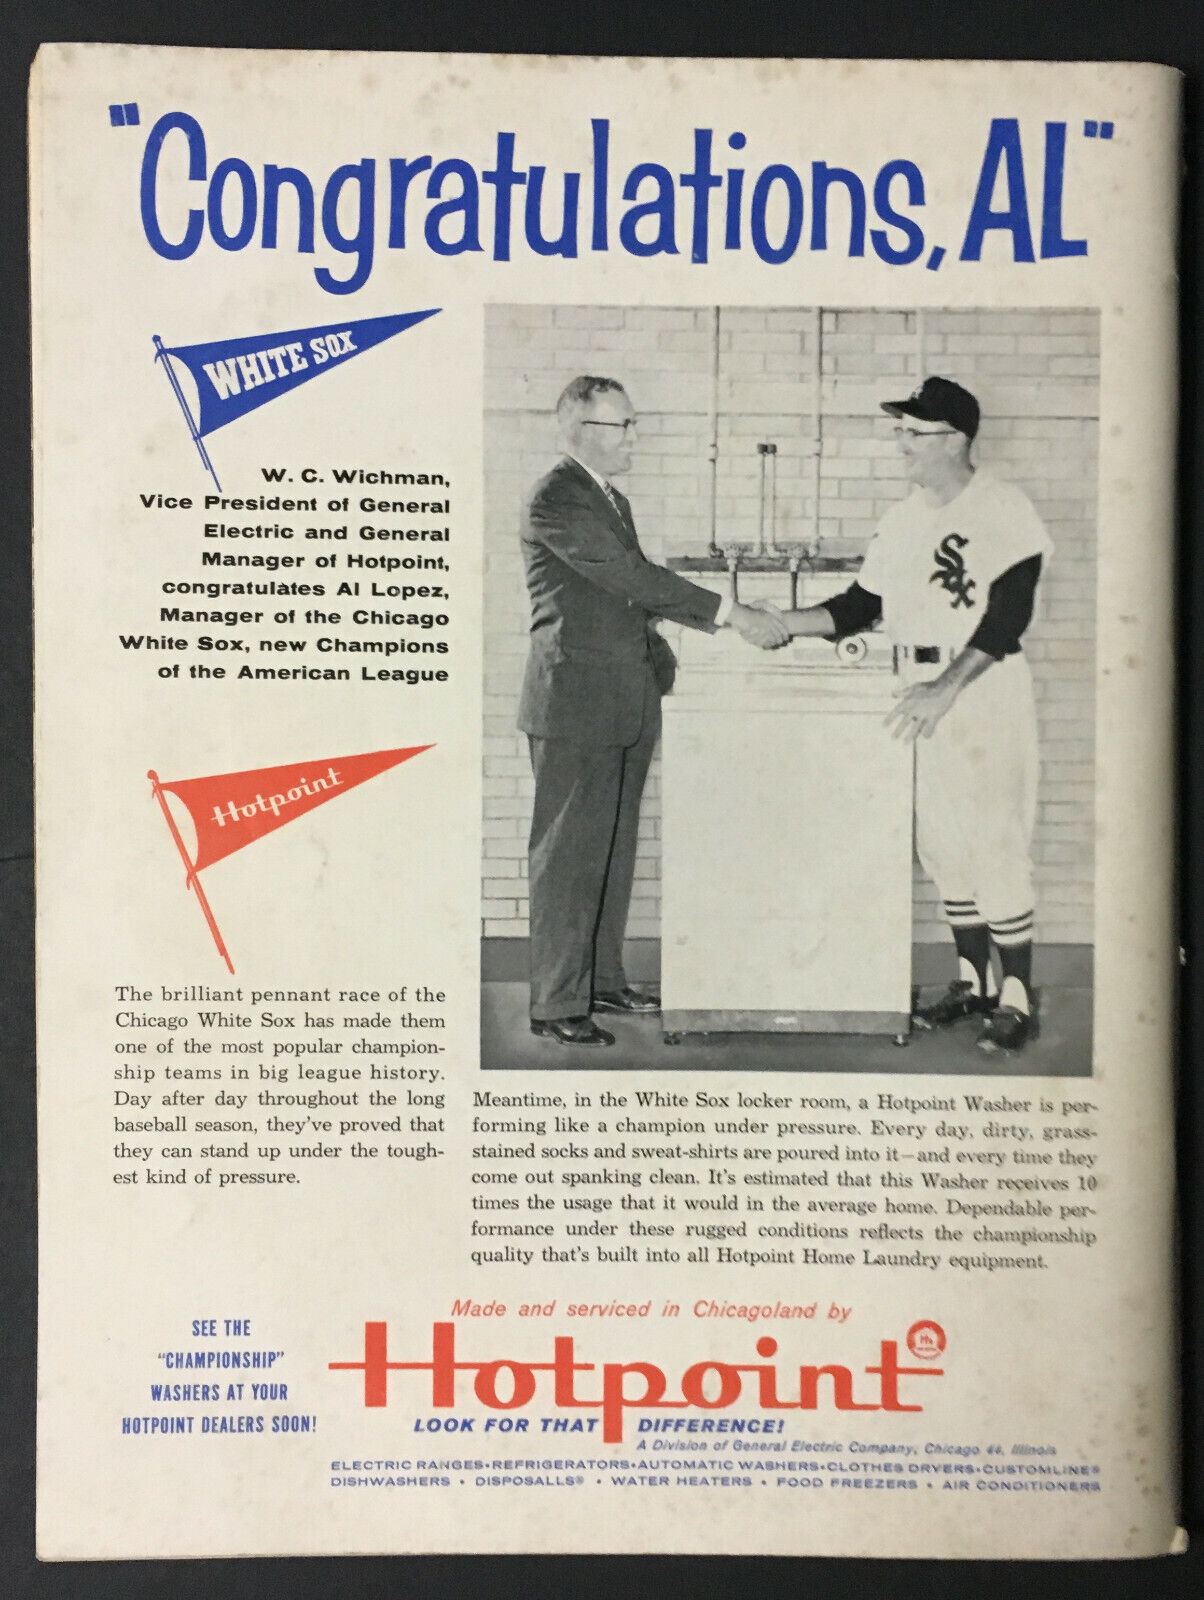 "Congratulations, AL"
WHITE SOX
W. C. Wichman,
Vice President of General
Electric and General
Manager of Hotpoint,
congratulates Al Lopez,
Manager of the Chicago
White Sox, new Champions
of the American League
Sox
Hotpoint
The brilliant pennant race of the
Chicago White Sox has made them
one of the most popular champion-
ship teams in big league history.
Day after day throughout the long
baseball season, they've proved that
they can stand up under the tough-
est kind of pressure.
Meantime, in the White Sox locker room, a Hotpoint Washer is per-
forming like a champion under pressure. Every day, dirty, grass-
stained socks and sweat-shirts are poured into it—and every time they
come out spanking clean. It's estimated that this Washer receives 10
times the usage that it would in the average home. Dependable per-
formance under these rugged conditions reflects the championship
quality that's built into all Hotpoint Home Laundry equipment.
SEE THE
"CHAMPIONSHIP"
WASHERS AT YOUR
HOTPOINT DEALERS SOON!
Made and serviced in Chicagoland by
Hotpoint
LOOK FOR THAT DIFFERENCE!
A Division of General Electric Company, Chicago 44, Illinois
ELECTRIC RANGES • REFRIGERATORS • AUTOMATIC WASHERS • CLOTHES DRYERS • CUSTOMLINE®
DISHWASHERS • DISPOSALLS® • WATER HEATERS • FOOD FREEZERS • AIR CONDITIONERS